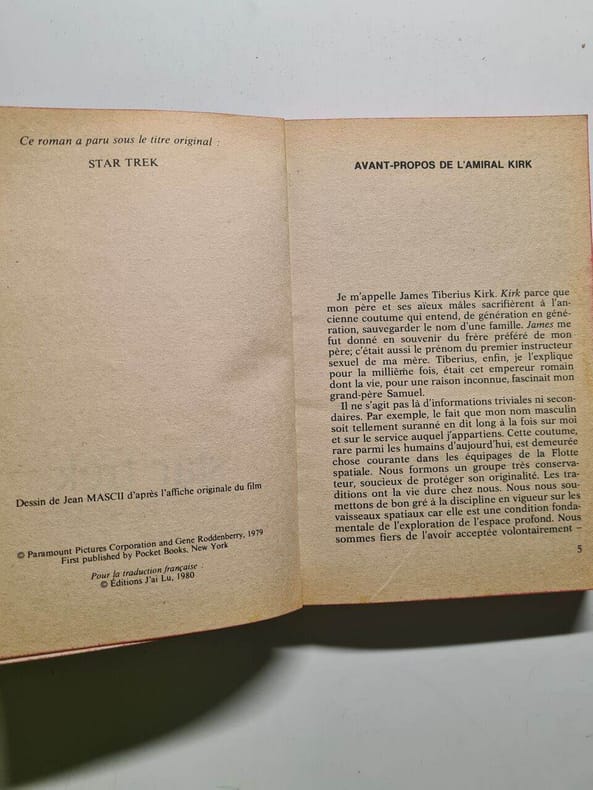 Ce roman a paru sous le titre original :
STAR TREK
Dessin de Jean MASCII d'après l'affiche originale du film
© Paramount Pictures Corporation and Gene Roddenberry, 1979
First published by Pocket Books, New York
Pour la traduction française :
© Éditions J'ai Lu, 1980
AVANT-PROPOS DE L'AMIRAL KIRK
Je m'appelle James Tiberius Kirk. Kirk parce que
mon père et ses aïeux mâles sacrifièrent à l'an-
cienne coutume qui entend, de génération en géné-
ration, sauvegarder le nom d'une famille. James me
fut donné en souvenir du frère préféré de mon
père; c'était aussi le prénom du premier instructeur
sexuel de ma mère. Tiberius, enfin, je l'explique
pour la millième fois, était cet empereur romain
dont la vie, pour une raison inconnue, fascinait mon
grand-père Samuel.
Il ne s'agit pas là d'informations triviales ni secon-
daires. Par exemple, le fait que mon nom masculin
soit tellement suranné en dit long à la fois sur moi
et sur le service auquel j'appartiens. Cette coutume,
rare parmi les humains d'aujourd'hui, est demeurée
chose courante dans les équipages de la Flotte
spatiale. Nous formons un groupe très conserva-
teur, soucieux de protéger son originalité. Les tra-
ditions ont la vie dure chez nous. Nous nous sou-
mettons de bon gré à la discipline en vigueur sur les
vaisseaux spatiaux car elle est une condition fonda-
mentale de l'exploration de l'espace profond. Nous
sommes fiers de l'avoir acceptée volontairement –
5